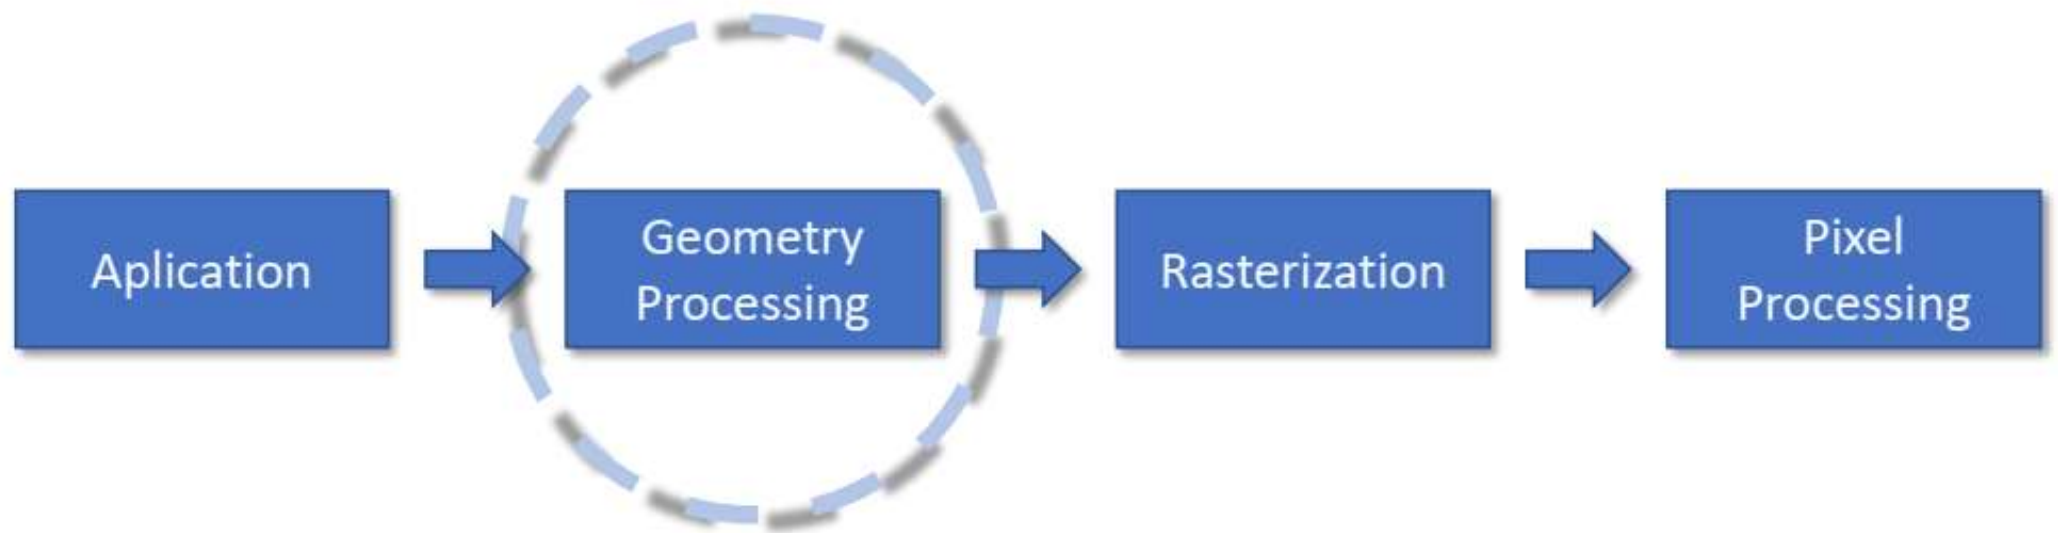 Aplication
Geometry
Processing
Rasterization
Pixel
Processing